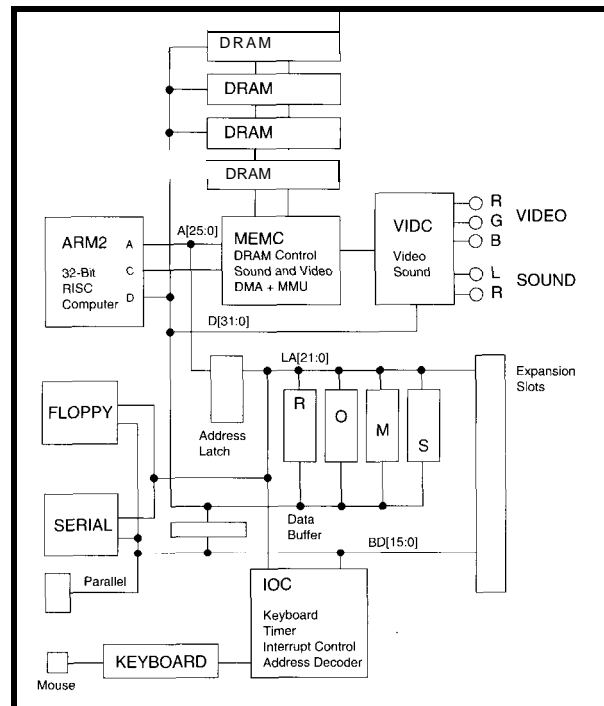 DRAM
DRAM
DRAM
DRAM
A[25:0]
ARM2
A
32-Bit
RISC
Computer
C
D
MEMC
DRAM Control
Sound and Video
DMA + MMU
VIDC
Video
Sound
R
G
B
VIDEO
L
R
SOUND
D[31:0]
LA[21:0]
Expansion
Slots
FLOPPY
Address
Latch
R
O
M
S
SERIAL
Data
Buffer
BD[15:0]
Parallel
IOC
Keyboard
Timer
Interrupt Control
Address Decoder
KEYBOARD
Mouse